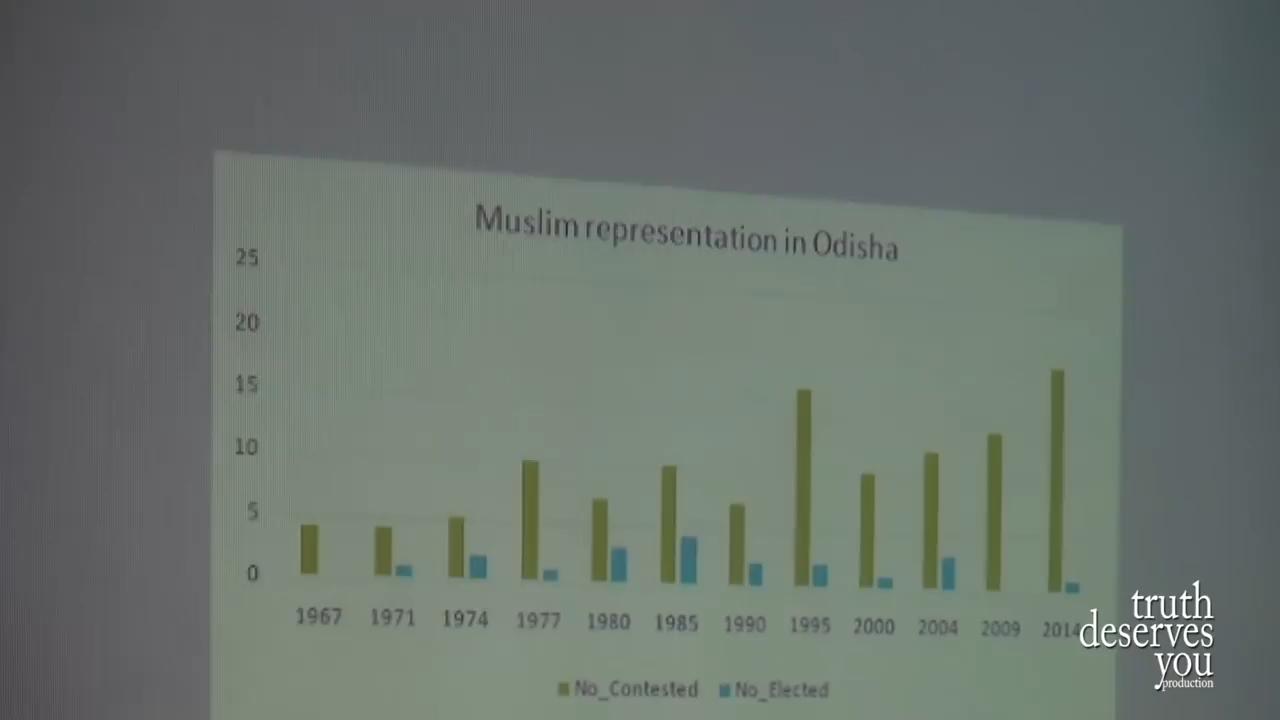 Muslim representation in Odisha
25
20
15
10
5
0
1967 1971 1974 1977 1980 1985 1990 1995 2000 2004 2009 2014
No_Contested No_Elected
truth
deserves
you
production